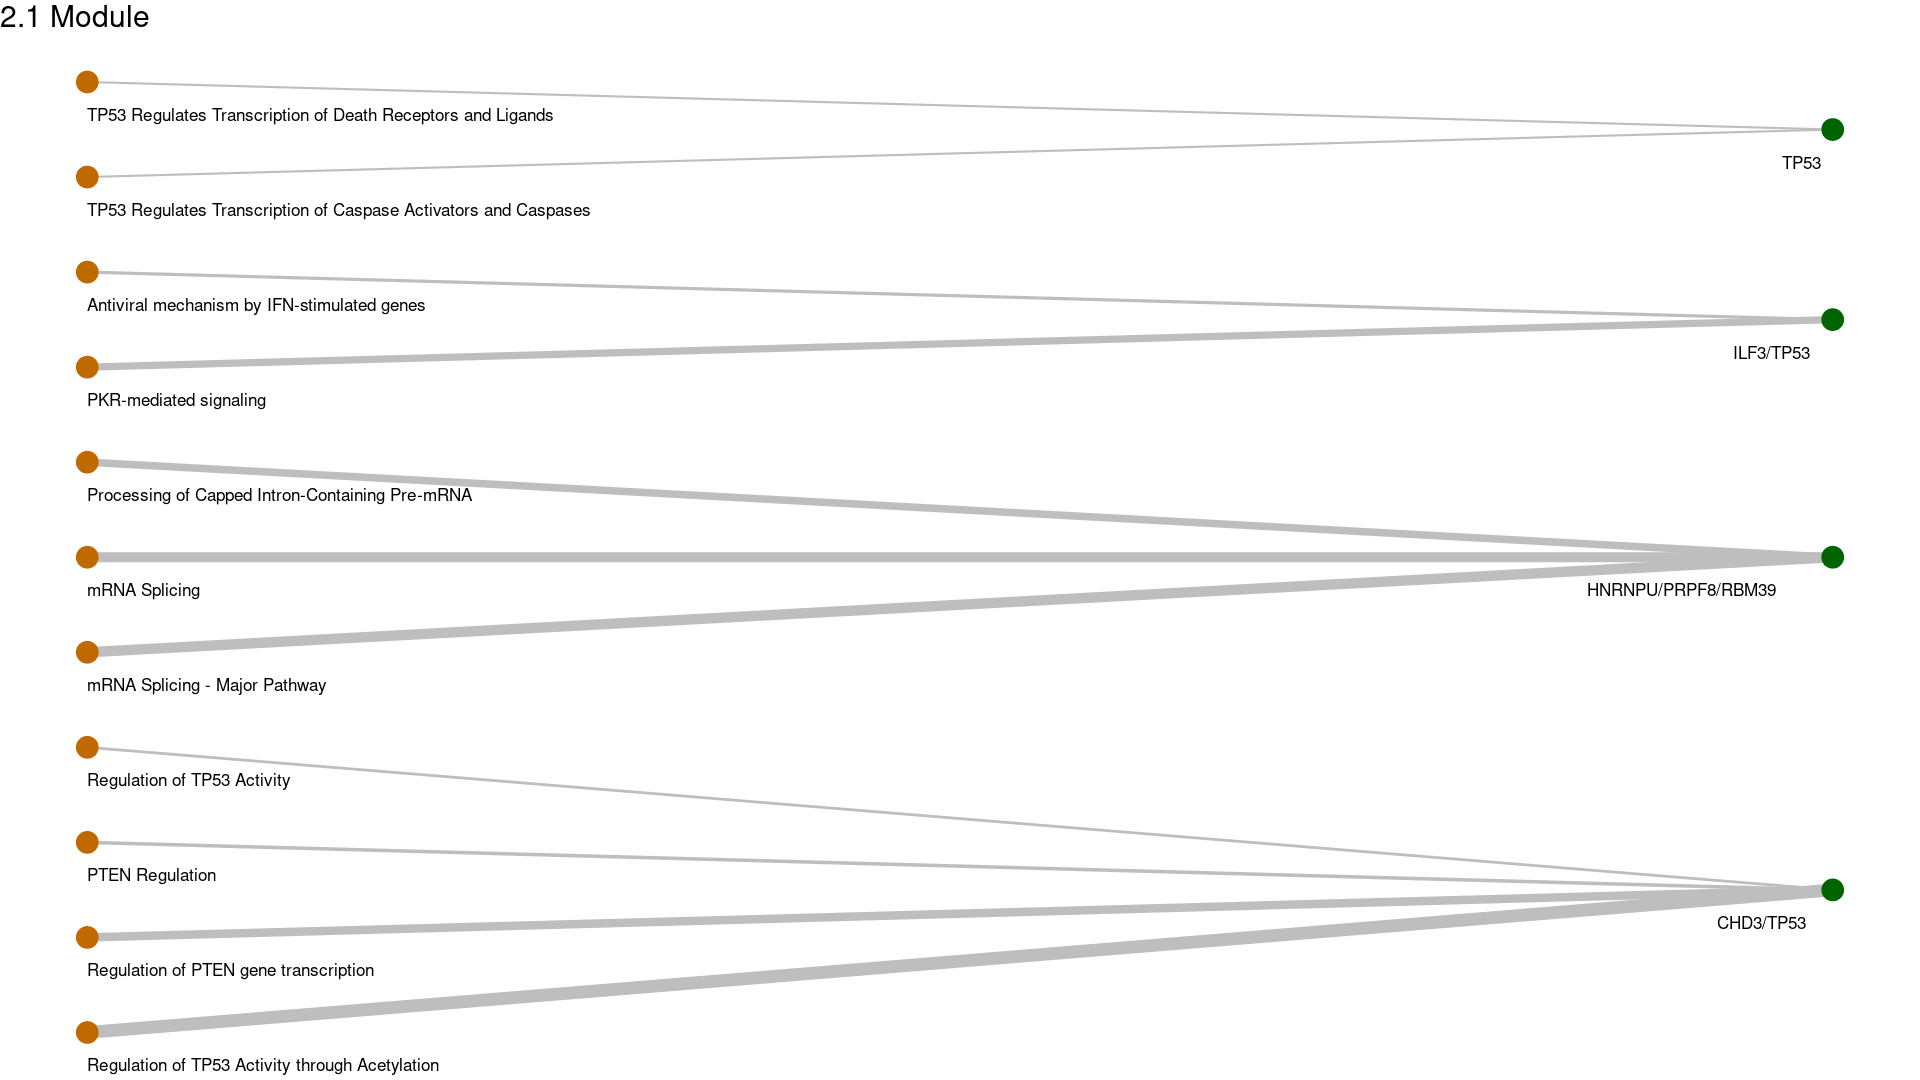 2.1 Module
TP53 Regulates Transcription of Death Receptors and Ligands
TP53
TP53 Regulates Transcription of Caspase Activators and Caspases
Antiviral mechanism by IFN-stimulated genes
ILF3/TP53
PKR-mediated signaling
Processing of Capped Intron-Containing Pre-mRNA
mRNA Splicing
HNRNPU/PRPF8/RBM39
mRNA Splicing - Major Pathway
Regulation of TP53 Activity
PTEN Regulation
CHD3/TP53
Regulation of PTEN gene transcription
Regulation of TP53 Activity through Acetylation